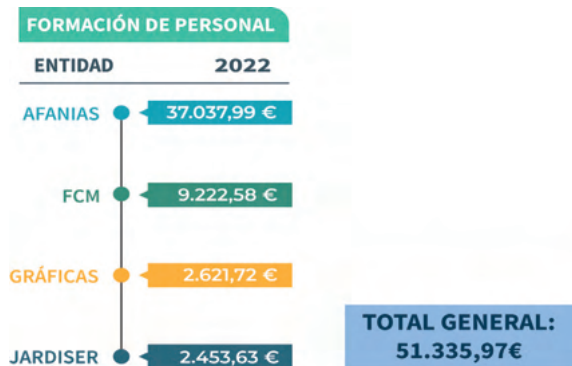 FORMACIÓN DE PERSONAL
ENTIDAD 2022
AFANIAS 37.037,99 €
FCM 9.222,58 €
GRÁFICAS 2.621,72 €
JARDISER 2.453,63 €
TOTAL GENERAL:
51.335,97€